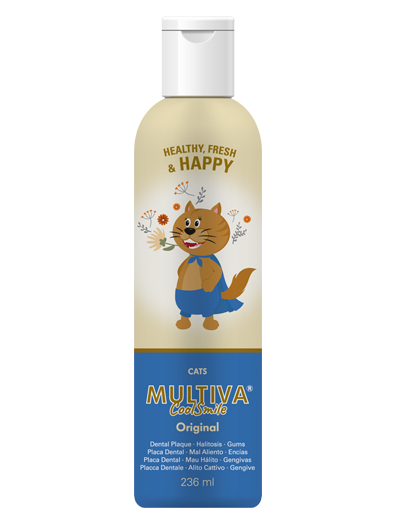 HEALTHY, FRESH
& HAPPY
CATS
MULTIVA®
CoolSmile
Original
Dental Plaque · Halitosis · Gums
Placa Dental · Mal Aliento · Encías
Placa Dental · Mau Hálito · Gengivas
Placca Dentale · Alito Cattivo · Gengive
236 ml